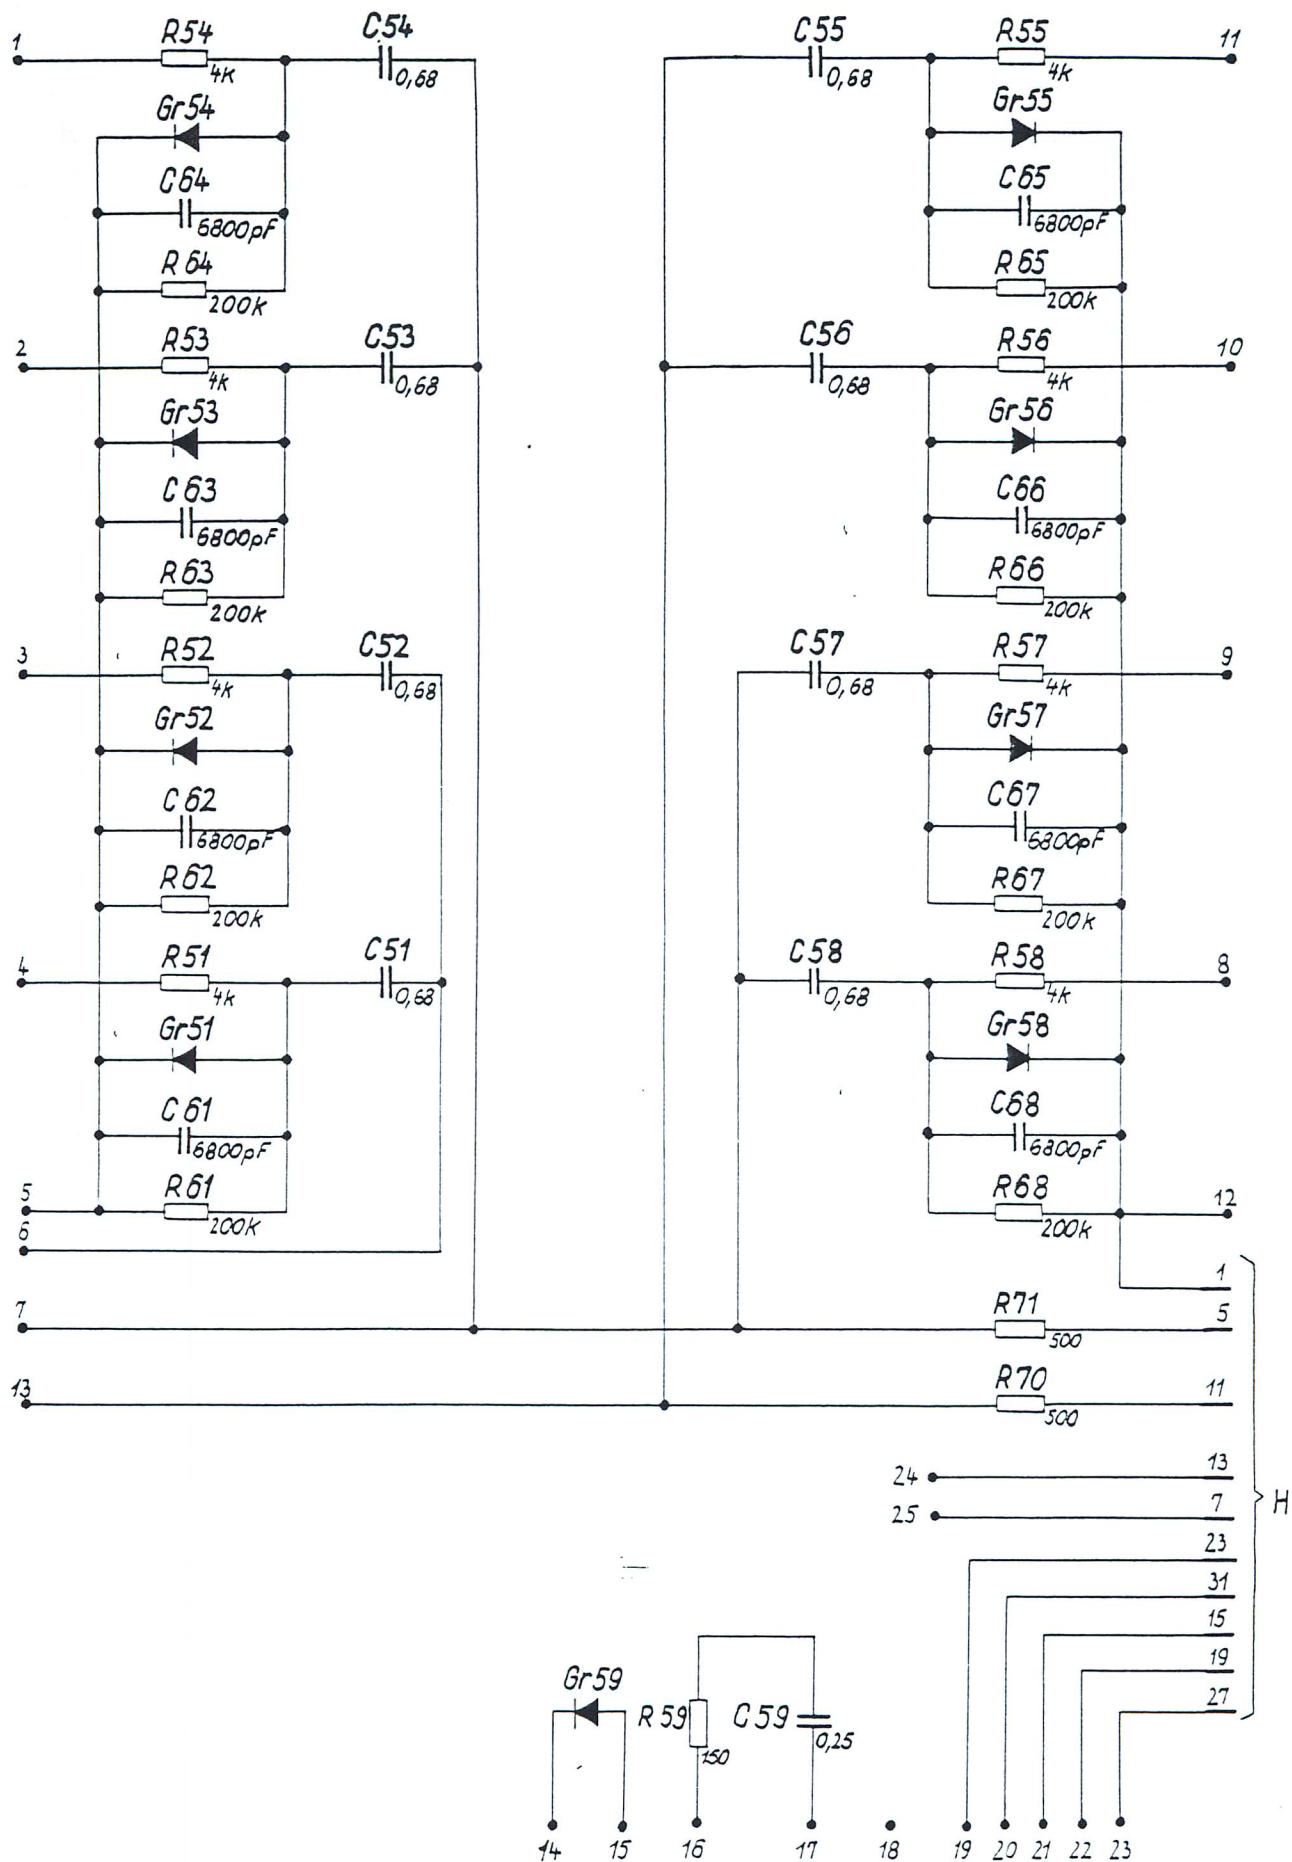 1
R54
4k
C54
0,68
Gr54
C64
6800pF
R64
200k
2
R53
4k
C53
0,68
Gr53
C63
6800pF
R63
200k
3
R52
4k
C52
0,68
Gr52
C62
6800pF
R62
200k
4
R51
4k
C51
0,68
Gr51
C61
6800pF
5
R61
200k
6
7
13
C55
0,68
R55
4k
11
Gr55
C65
6800pF
R65
200k
C56
0,68
R56
4k
10
Gr56
C66
6800pF
R66
200k
C57
0,68
R57
4k
9
Gr57
C67
6800pF
R67
200k
C58
0,68
R58
4k
8
Gr58
C68
6800pF
R68
200k
12
1
R71
500
5
R70
500
11
24
13
25
7
H
23
31
15
19
27
Gr59
R59
150
C59
0,25
14 15 16 17 18 19 20 21 22 23